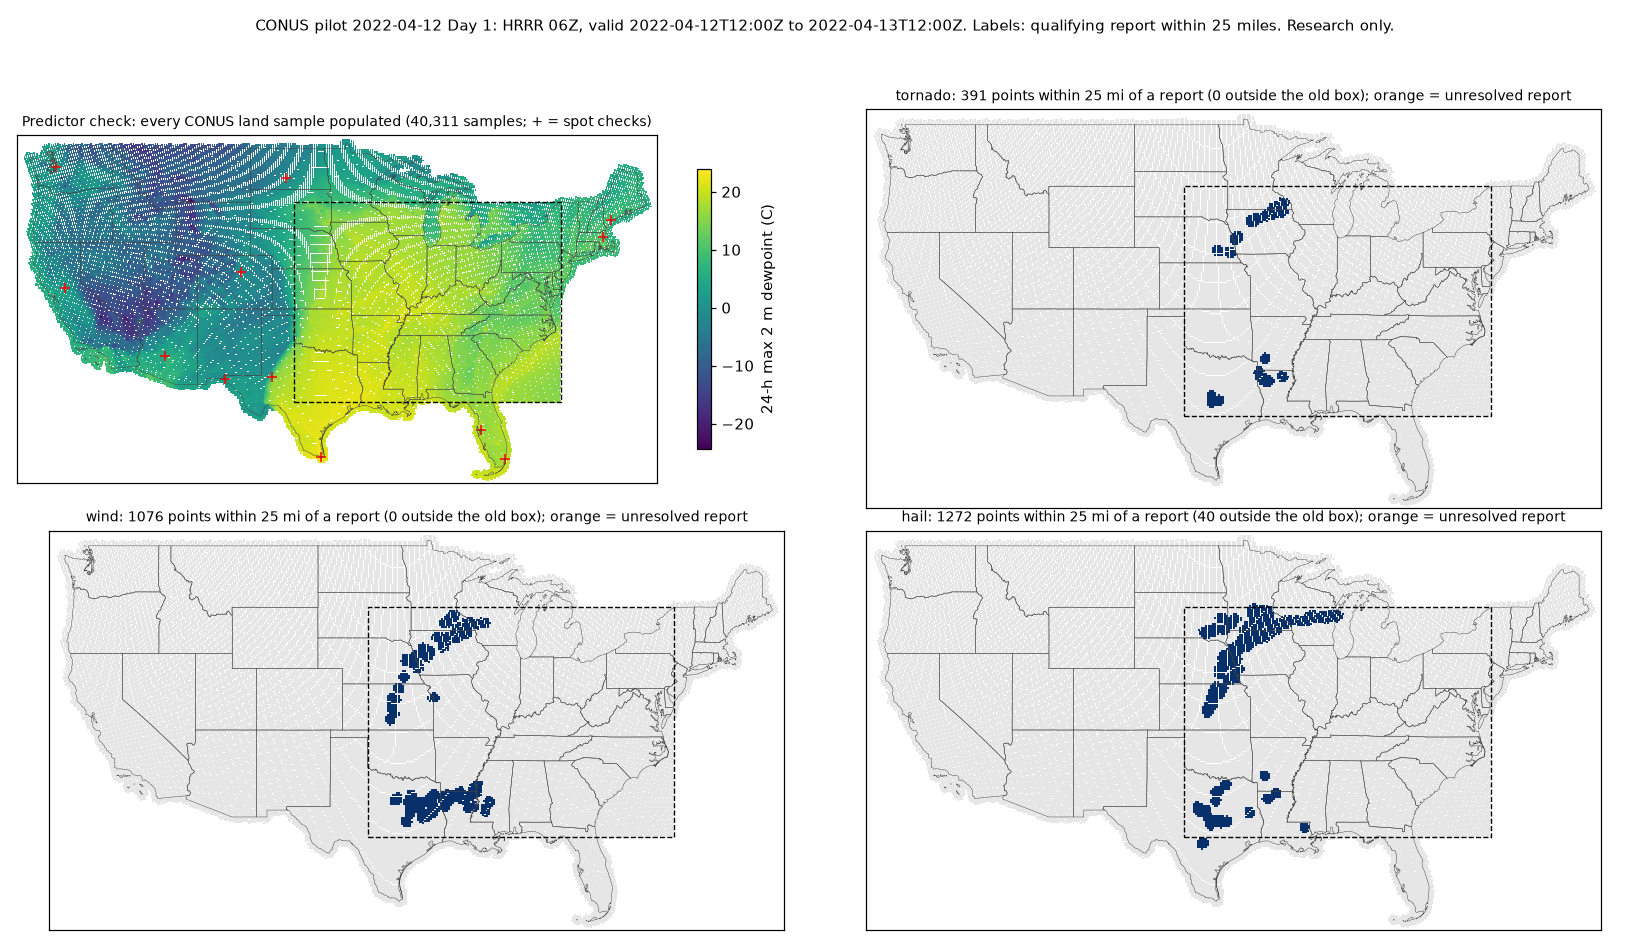 CONUS pilot 2022-04-12 Day 1: HRRR 06Z, valid 2022-04-12T12:00Z to 2022-04-13T12:00Z. Labels: qualifying report within 25 miles. Research only.
Predictor check: every CONUS land sample populated (40,311 samples; + = spot checks)
20
10
0
−10
−20
24-h max 2 m dewpoint (C)
tornado: 391 points within 25 mi of a report (0 outside the old box); orange = unresolved report
wind: 1076 points within 25 mi of a report (0 outside the old box); orange = unresolved report
hail: 1272 points within 25 mi of a report (40 outside the old box); orange = unresolved report